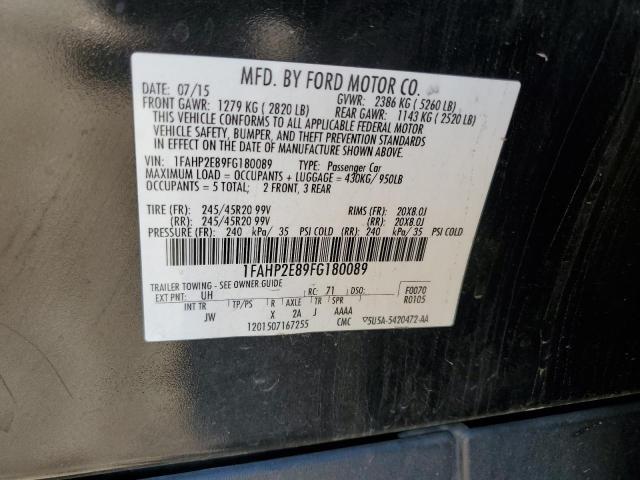 MFD. BY FORD MOTOR CO.
DATE: 07/15 GVWR: 2386 KG ( 5260 LB)
FRONT GAWR: 1279 KG ( 2820 LB) REAR GAWR: 1143 KG ( 2520 LB)
THIS VEHICLE CONFORMS TO ALL APPLICABLE FEDERAL MOTOR
VEHICLE SAFETY, BUMPER, AND THEFT PREVENTION STANDARDS
IN EFFECT ON THE DATE OF MANUFACTURE SHOWN ABOVE.
VIN: 1FAHP2E89FG180089 TYPE: Passenger Car
MAXIMUM LOAD = OCCUPANTS + LUGGAGE = 430KG/ 950LB
OCCUPANTS = 5 TOTAL; 2 FRONT, 3 REAR
TIRE (FR): 245/45R20 99V RIMS (FR): 20X8.0J
(RR): 245/45R20 99V (RR): 20X8.0J
PRESSURE (FR): 240 kPa/ 35 PSI COLD (RR): 240 kPa/ 35 PSI COLD
1FAHP2E89FG180089
TRAILER TOWING - SEE OWNER GUIDE
EXT PNT: UH RC: 71 DSO: F0070
INT TR TP/PS R AXLE TR SPR R0105
JW X 2A J AAAA
1201507167255 CMC 5U5A-5420472-AA